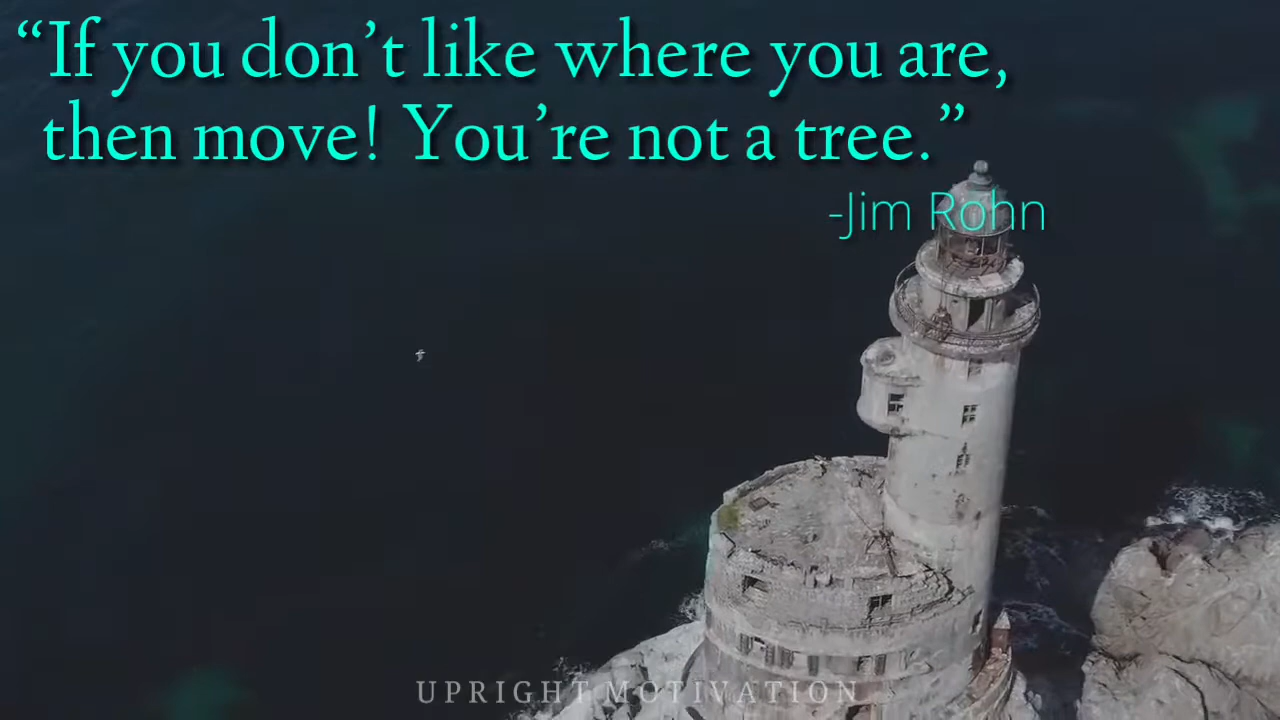 “If you don’t like where you are,
then move! You’re not a tree.”
-Jim Rohn
UPRIGHT MOTIVATION